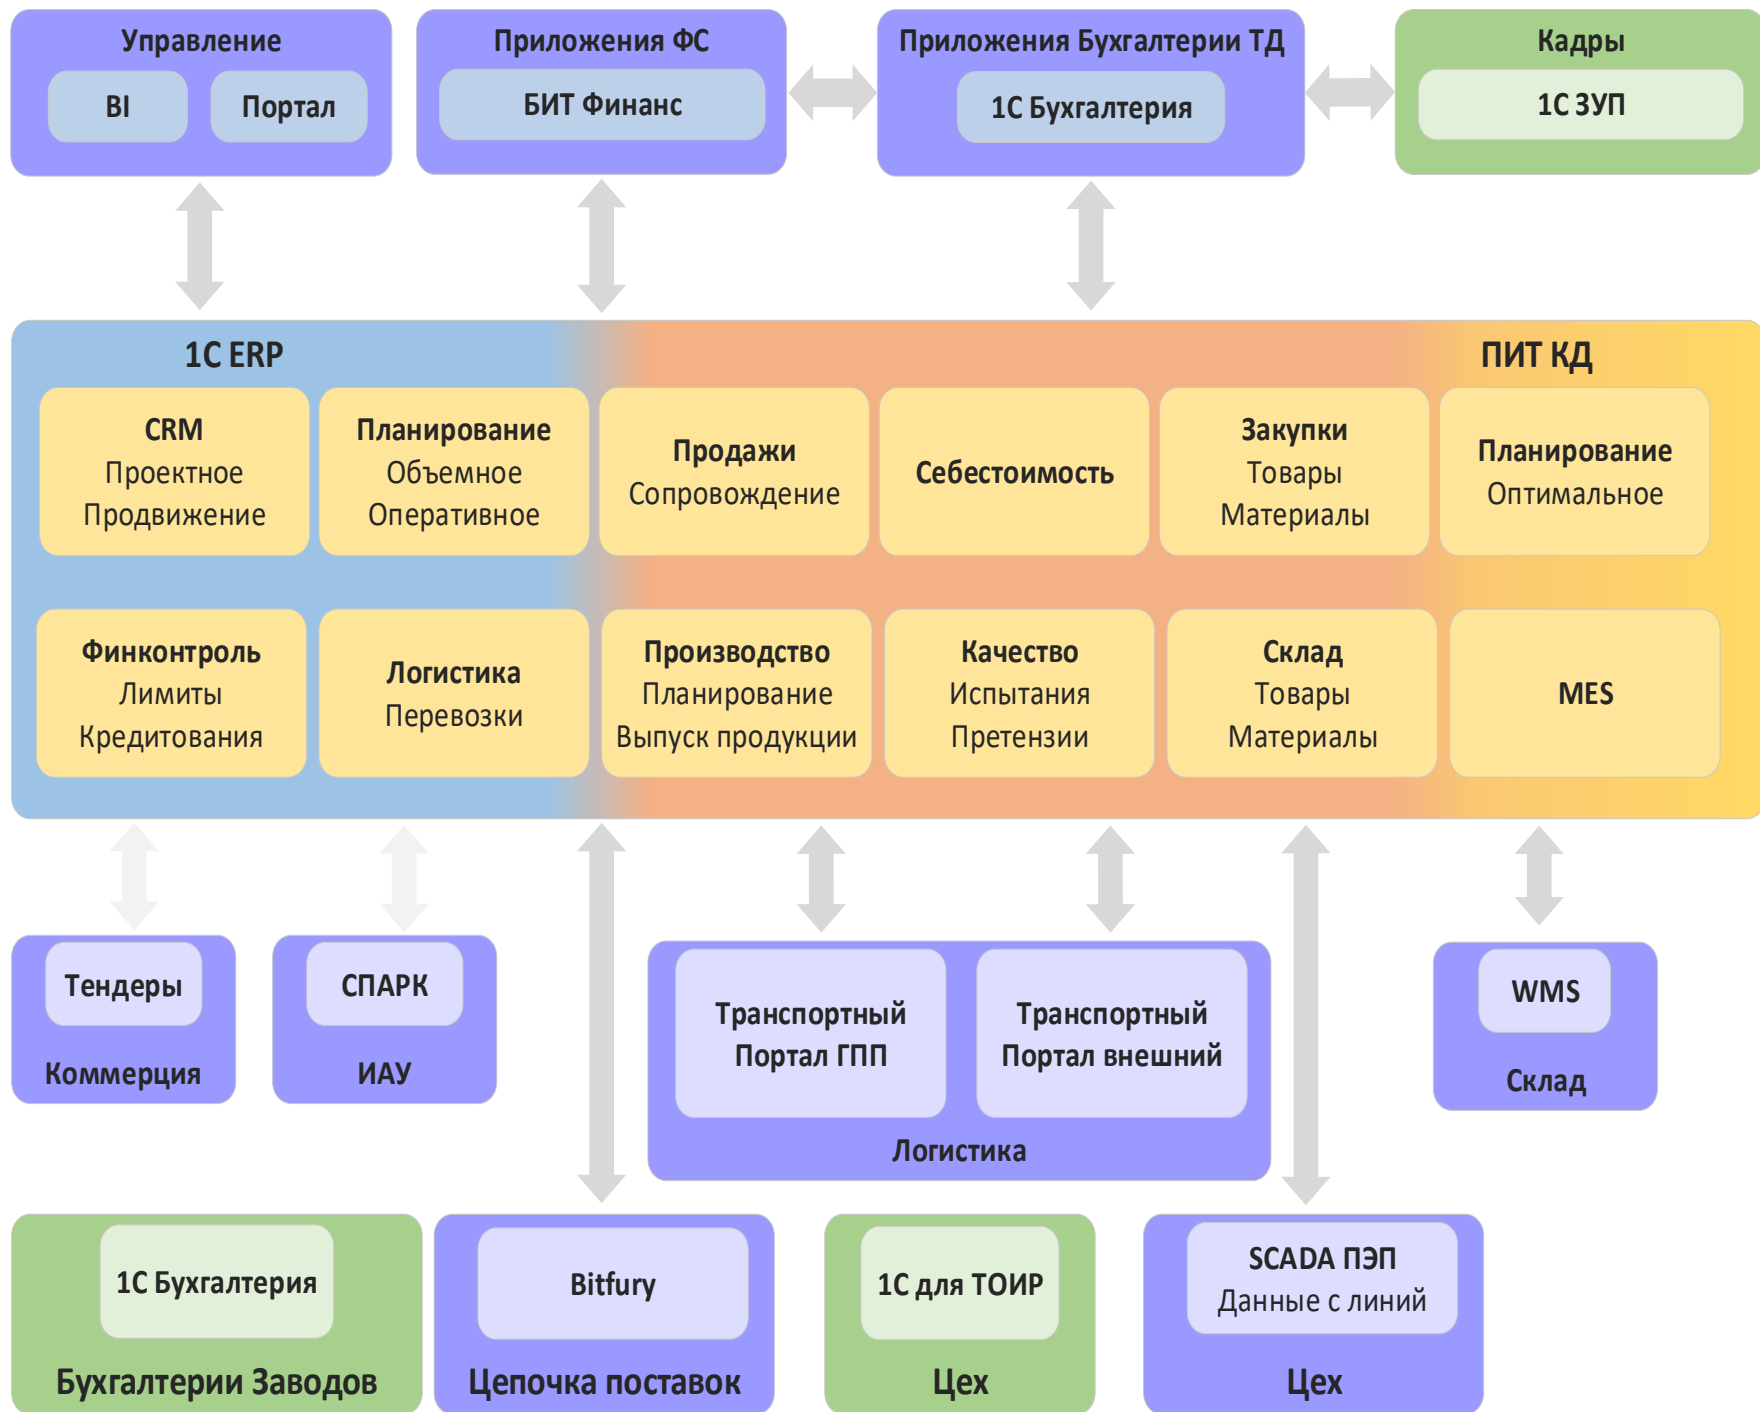 Управление
BI
Портал
Приложения ФС
БИТ Финанс
Приложения Бухгалтерии ТД
1С Бухгалтерия
Кадры
1С ЗУП
1С ERP
ПИТ КД
CRM
Проектное
Продвижение
Планирование
Объемное
Оперативное
Продажи
Сопровождение
Себестоимость
Закупки
Товары
Материалы
Планирование
Оптимальное
Финконтроль
Лимиты
Кредитования
Логистика
Перевозки
Производство
Планирование
Выпуск продукции
Качество
Испытания
Претензии
Склад
Товары
Материалы
MES
Тендеры
Коммерция
СПАРК
ИАУ
Транспортный
Портал ГПП
Транспортный
Портал внешний
Логистика
WMS
Склад
1С Бухгалтерия
Бухгалтерии Заводов
Bitfury
Цепочка поставок
1С для ТОИР
Цех
SCADA ПЭП
Данные с линий
Цех